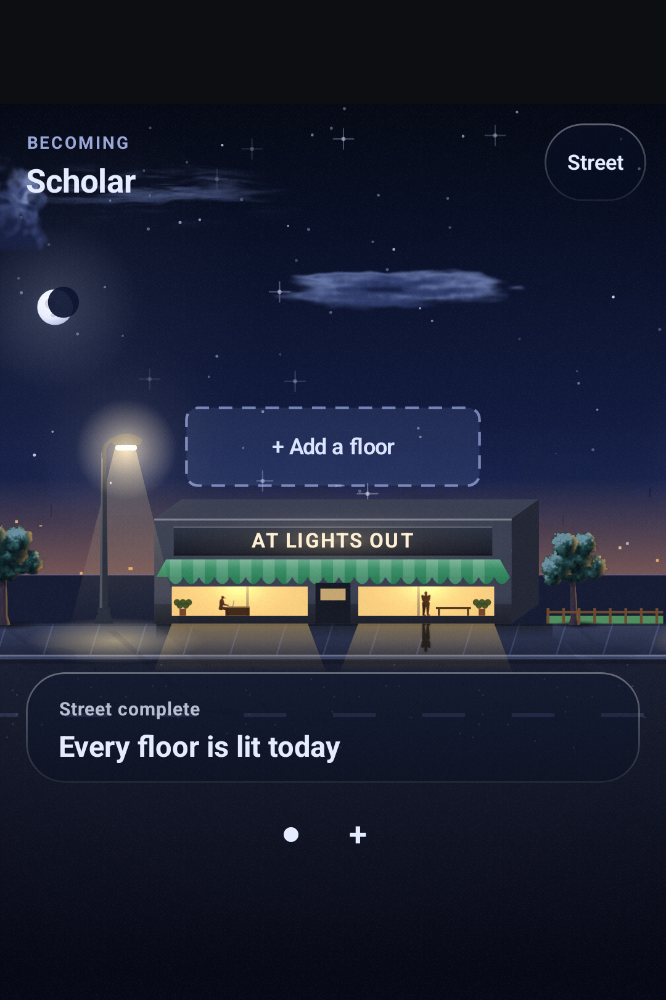 BECOMING
Scholar
Street
+ Add a floor
AT LIGHTS OUT
Street complete
Every floor is lit today
+